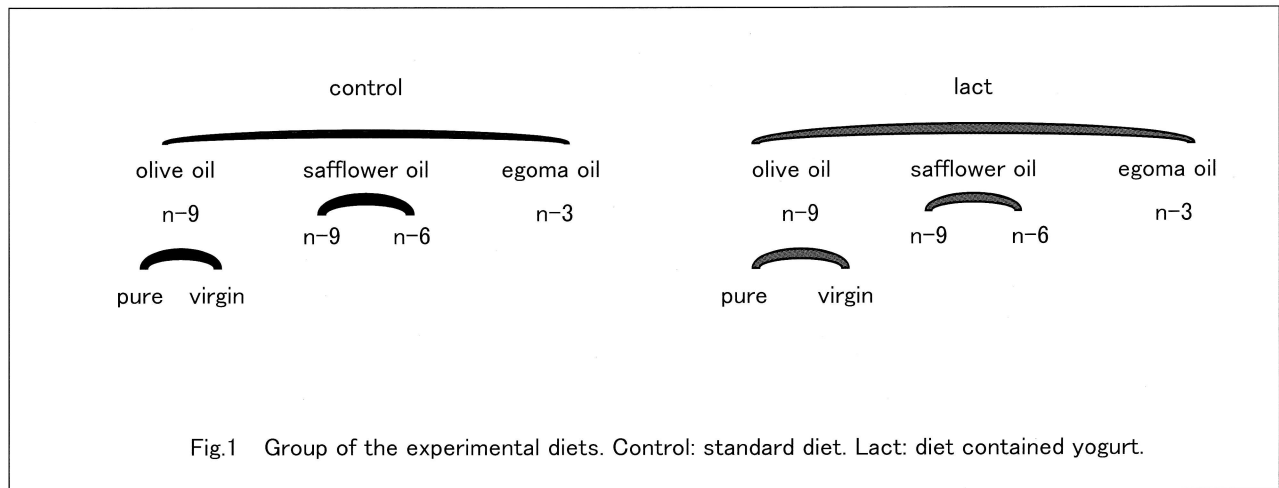 control lact
olive oil safflower oil egoma oil olive oil safflower oil egoma oil
n-9 n-3 n-9 n-3
n-9 n-6 n-9 n-6
pure virgin pure virgin
Fig.1 Group of the experimental diets. Control: standard diet. Lact: diet contained yogurt.